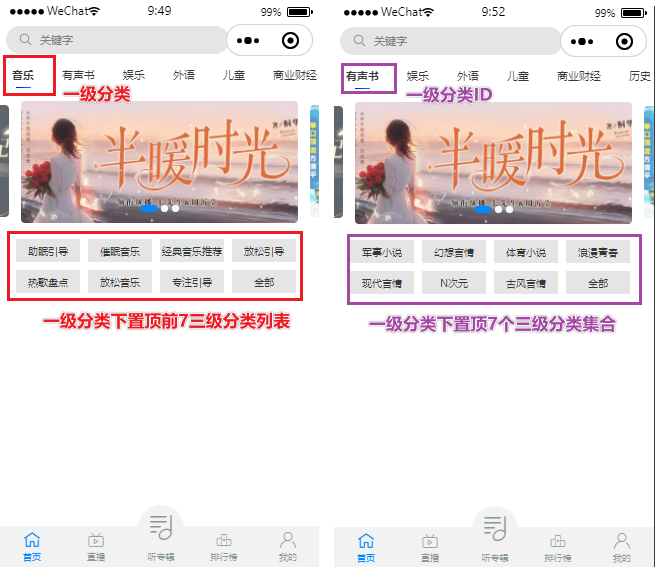 WeChat 9:49 99%
关键字
音乐 有声书 娱乐 外语 儿童 商业财经
一级分类
半暖时光
助眠引导 催眠音乐 经典音乐推荐 放松引导
热歌盘点 放松音乐 专注引导 全部
一级分类下置顶前7三级分类列表
首页 直播 听专辑 排行榜 我的
WeChat 9:52 99%
关键字
有声书 娱乐 外语 儿童 商业财经 历史
一级分类ID
半暖时光
军事小说 幻想言情 体育小说 浪漫青春
现代言情 N次元 古风言情 全部
一级分类下置顶7个三级分类集合
首页 直播 听专辑 排行榜 我的